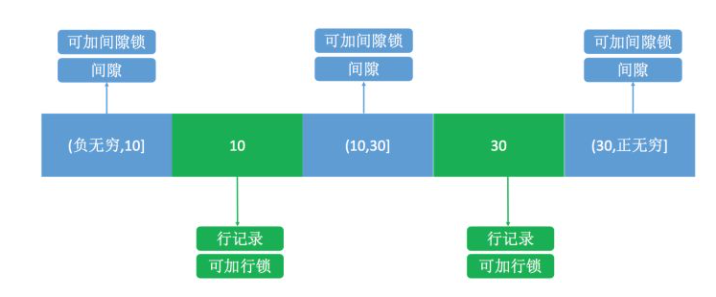 可加间隙锁
间隙
可加间隙锁
间隙
可加间隙锁
间隙
(负无穷,10]
10
(10,30]
30
(30,正无穷]
行记录
可加行锁
行记录
可加行锁